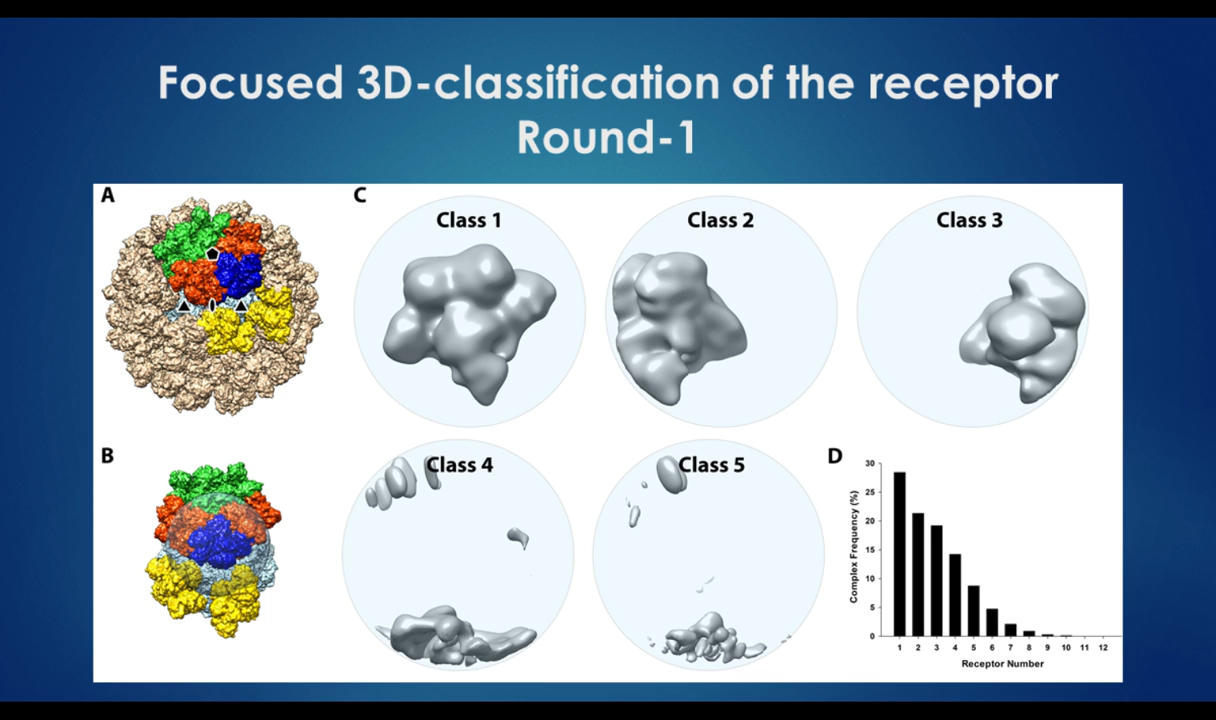 Focused 3D-classification of the receptor
Round-1
A
C
Class 1
Class 2
Class 3
B
Class 4
Class 5
D
Complex Frequency (%)
30
25
20
15
10
5
0
1 2 3 4 5 6 7 8 9 10 11 12
Receptor Number